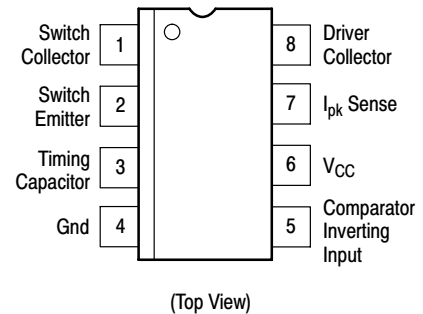 Switch
Collector
1
Switch
Emitter
2
Timing
Capacitor
3
Gnd
4
8
Driver
Collector
7
Ipk Sense
6
VCC
5
Comparator
Inverting
Input
(Top View)